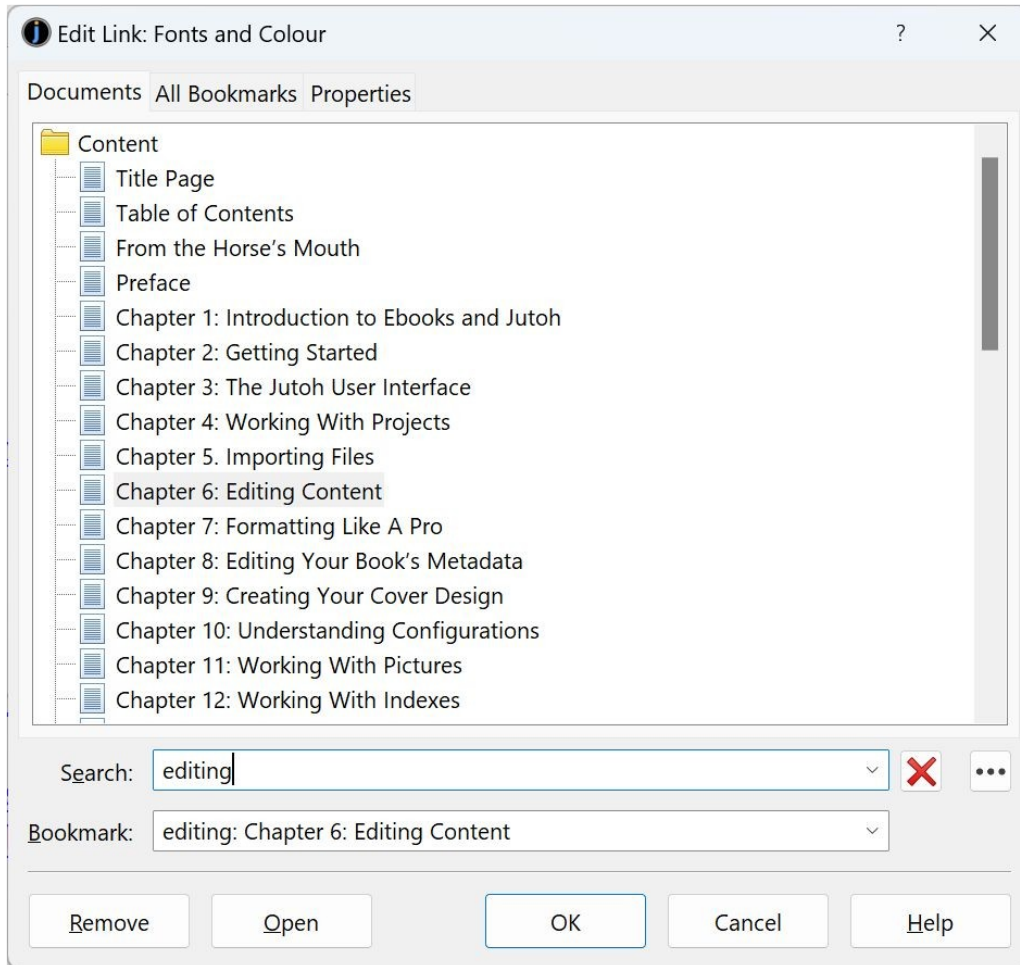 Edit Link: Fonts and Colour ?
Documents All Bookmarks Properties
Content
Title Page
Table of Contents
From the Horse’s Mouth
Preface
Chapter 1: Introduction to Ebooks and Jutoh
Chapter 2: Getting Started
Chapter 3: The Jutoh User Interface
Chapter 4: Working With Projects
Chapter 5. Importing Files
Chapter 6: Editing Content
Chapter 7: Formatting Like A Pro
Chapter 8: Editing Your Book’s Metadata
Chapter 9: Creating Your Cover Design
Chapter 10: Understanding Configurations
Chapter 11: Working With Pictures
Chapter 12: Working With Indexes
Search: editing
Bookmark: editing: Chapter 6: Editing Content
Remove Open OK Cancel Help